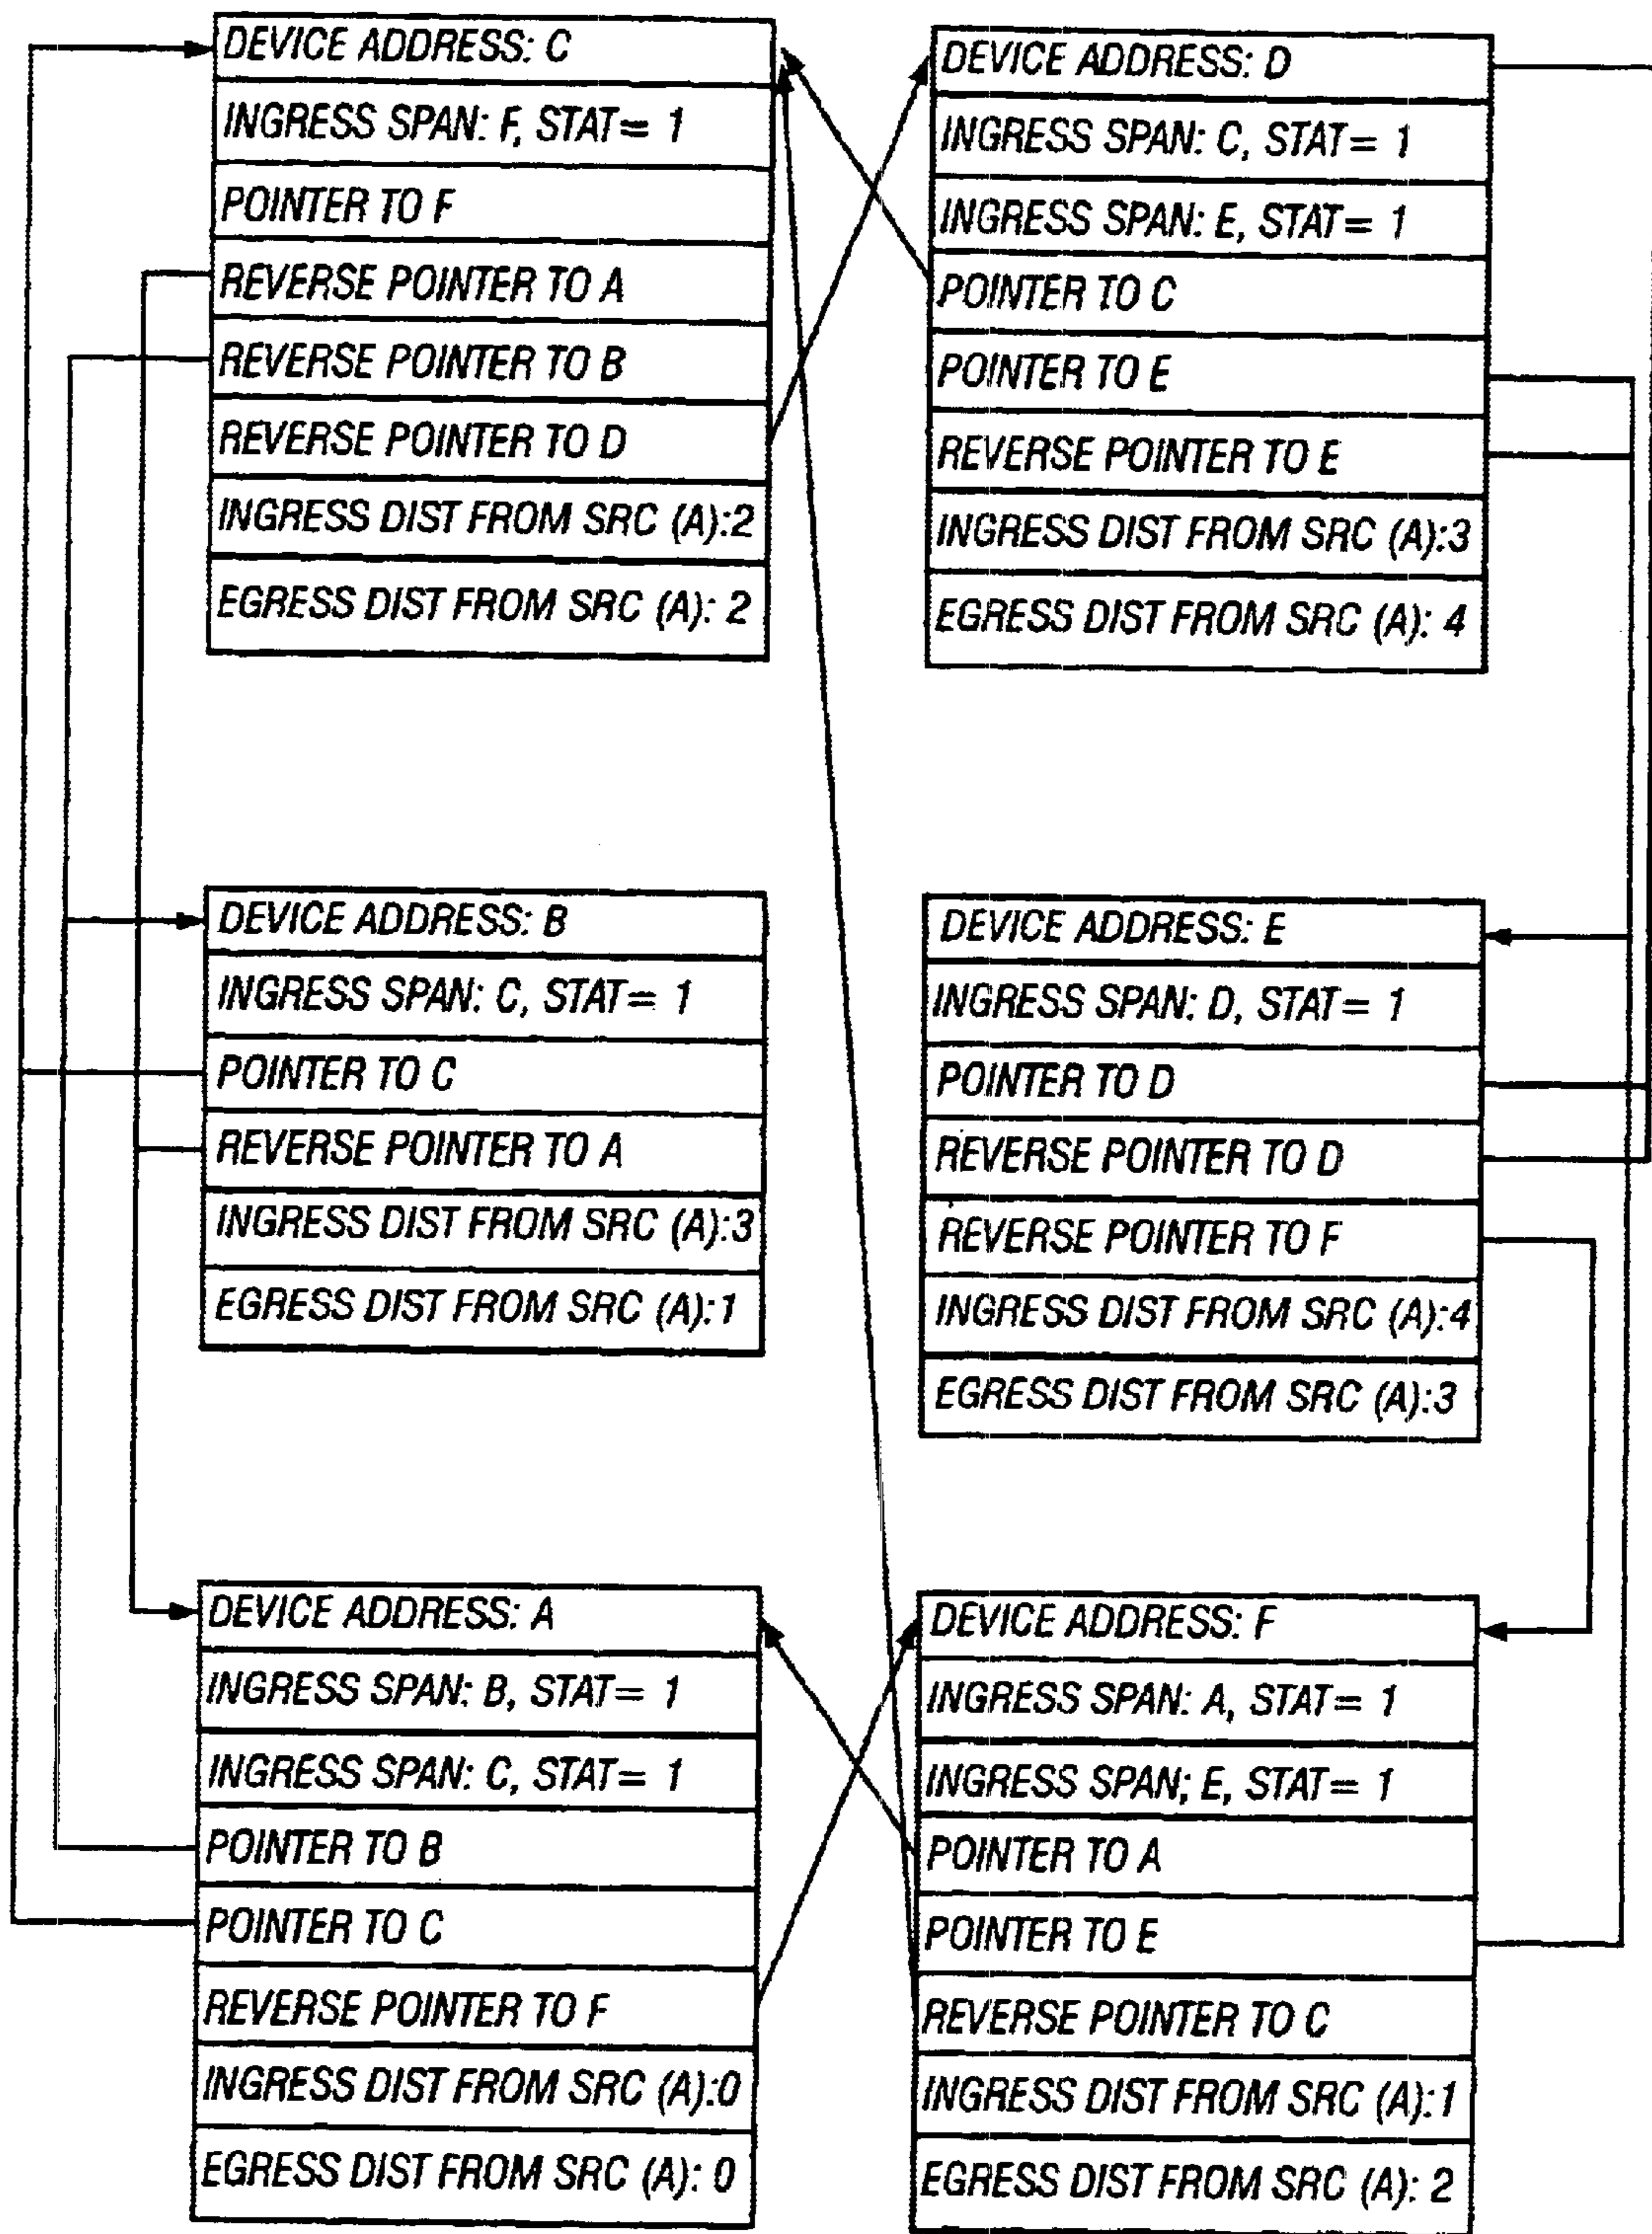 DEVICE ADDRESS: C
INGRESS SPAN: F, STAT= 1
POINTER TO F
REVERSE POINTER TO A
REVERSE POINTER TO B
REVERSE POINTER TO D
INGRESS DIST FROM SRC (A):2
EGRESS DIST FROM SRC (A): 2
DEVICE ADDRESS: D
INGRESS SPAN: C, STAT= 1
INGRESS SPAN: E, STAT= 1
POINTER TO C
POINTER TO E
REVERSE POINTER TO E
INGRESS DIST FROM SRC (A):3
EGRESS DIST FROM SRC (A): 4
DEVICE ADDRESS: B
INGRESS SPAN: C, STAT= 1
POINTER TO C
REVERSE POINTER TO A
INGRESS DIST FROM SRC (A):3
EGRESS DIST FROM SRC (A):1
DEVICE ADDRESS: E
INGRESS SPAN: D, STAT= 1
POINTER TO D
REVERSE POINTER TO D
REVERSE POINTER TO F
INGRESS DIST FROM SRC (A):4
EGRESS DIST FROM SRC (A):3
DEVICE ADDRESS: A
INGRESS SPAN: B, STAT= 1
INGRESS SPAN: C, STAT= 1
POINTER TO B
POINTER TO C
REVERSE POINTER TO F
INGRESS DIST FROM SRC (A):0
EGRESS DIST FROM SRC (A): 0
DEVICE ADDRESS: F
INGRESS SPAN: A, STAT= 1
INGRESS SPAN; E, STAT= 1
POINTER TO A
POINTER TO E
REVERSE POINTER TO C
INGRESS DIST FROM SRC (A):1
EGRESS DIST FROM SRC (A): 2